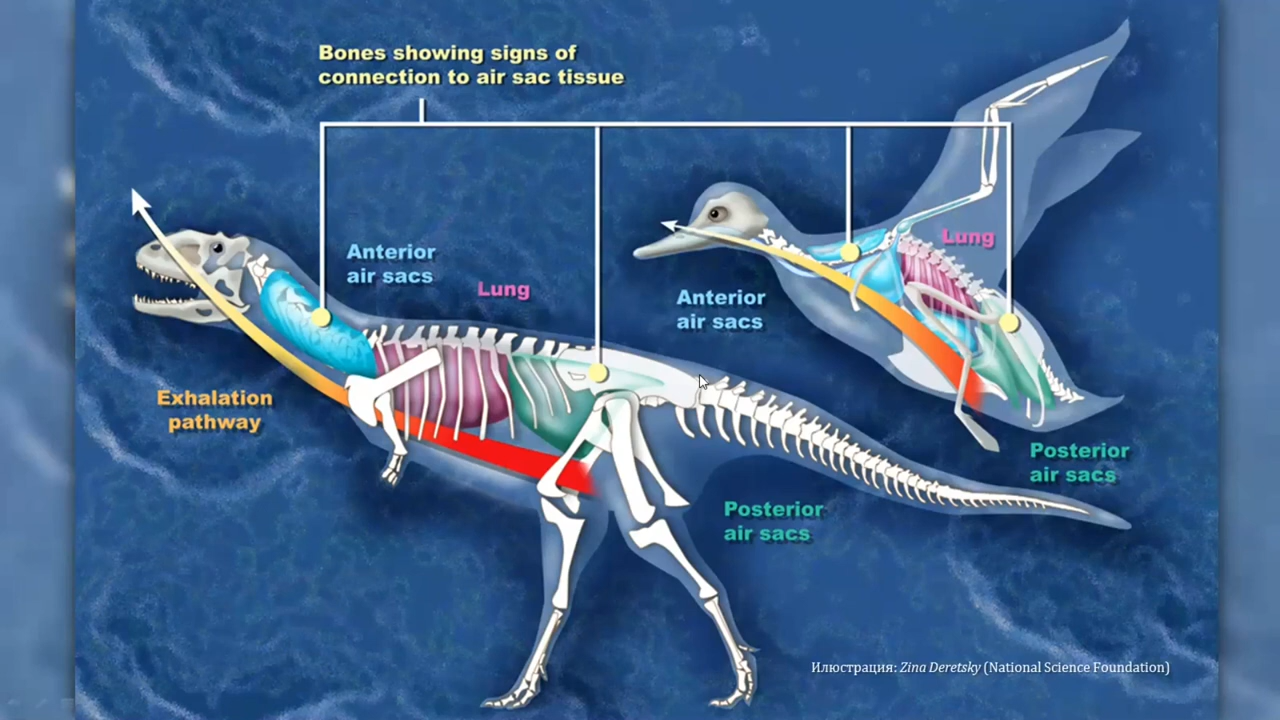 Bones showing signs of
connection to air sac tissue
Anterior
air sacs
Lung
Exhalation
pathway
Posterior
air sacs
Anterior
air sacs
Lung
Posterior
air sacs
Илюстрация: Zina Deretsky (National Science Foundation)